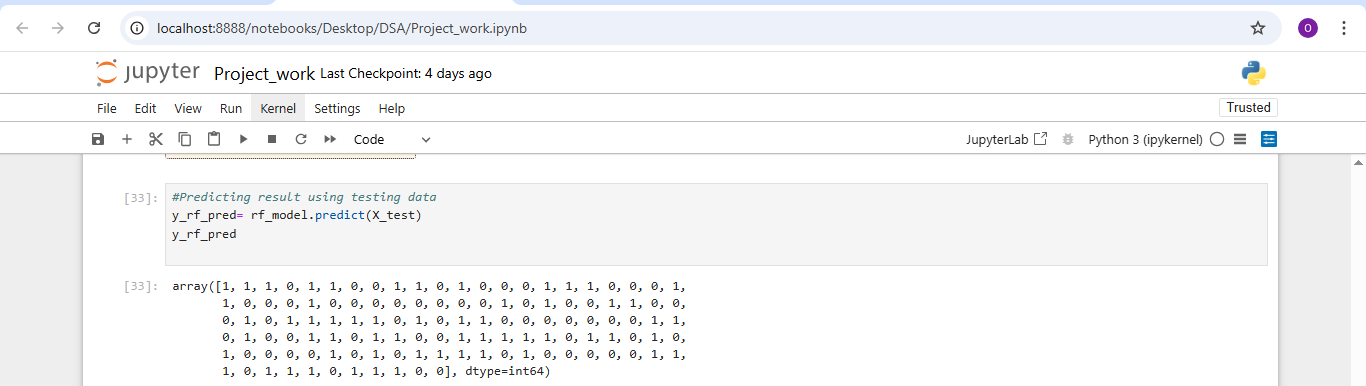 localhost:8888/notebooks/Desktop/DSA/Project_work.ipynb
O
jupyter Project_work Last Checkpoint: 4 days ago
File Edit View Run Kernel Settings Help
Trusted
Code
JupyterLab
Python 3 (ipykernel)
[33]: #Predicting result using testing data
y_rf_pred= rf_model.predict(X_test)
y_rf_pred
[33]: array([1, 1, 1, 0, 1, 1, 0, 0, 1, 1, 0, 1, 0, 0, 0, 1, 1, 1, 0, 0, 0, 1,
1, 0, 0, 0, 1, 0, 0, 0, 0, 0, 0, 0, 0, 1, 0, 1, 0, 0, 1, 1, 0, 0,
0, 1, 0, 1, 1, 1, 1, 1, 0, 1, 0, 1, 1, 0, 0, 0, 0, 0, 0, 0, 1, 1,
0, 1, 0, 0, 1, 1, 0, 1, 1, 0, 0, 1, 1, 1, 1, 1, 0, 1, 1, 0, 1, 0,
1, 0, 0, 0, 0, 1, 0, 1, 0, 1, 1, 1, 1, 0, 1, 0, 0, 0, 0, 0, 1, 1,
1, 0, 1, 1, 1, 0, 1, 1, 1, 0, 0], dtype=int64)